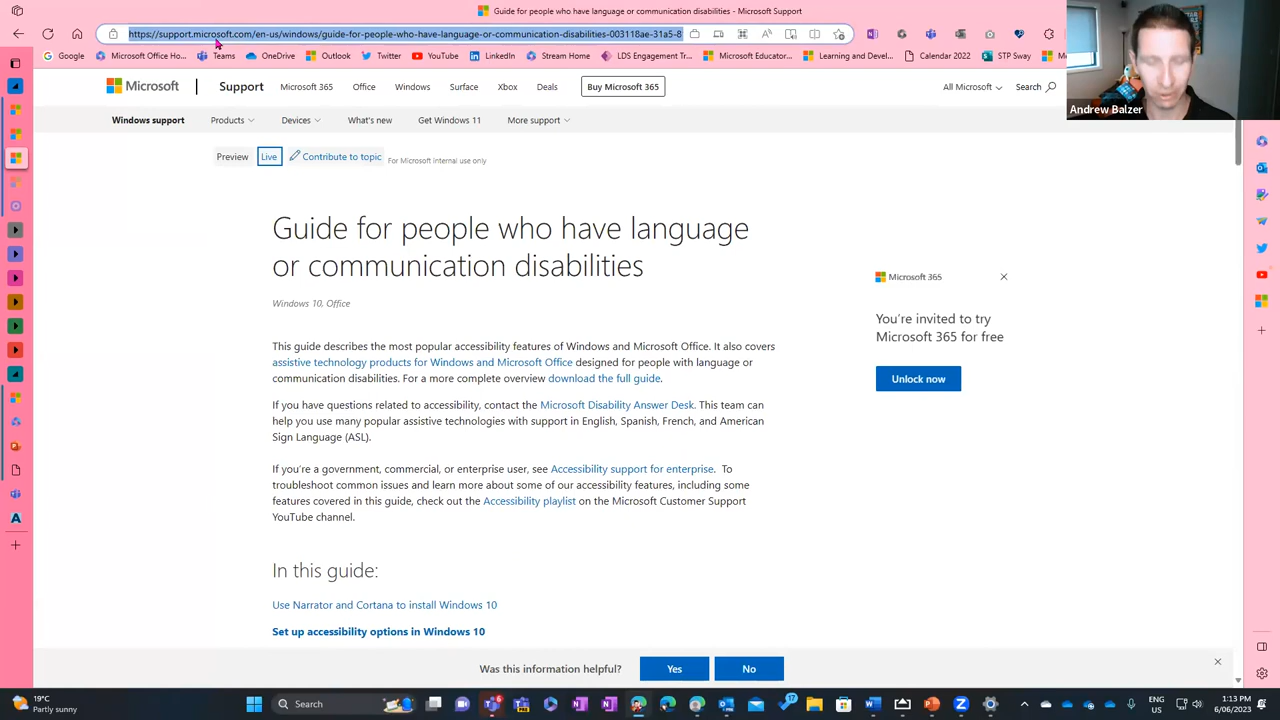 Guide for people who have language or communication disabilities - Microsoft Support
https://support.microsoft.com/en-us/windows/guide-for-people-who-have-language-or-communication-disabilities-003118ae-31a5-8
Google
Microsoft Office Ho...
Teams
OneDrive
Outlook
Twitter
YouTube
LinkedIn
Stream Home
LDS Engagement Tr...
Microsoft Educator...
Learning Download...
Calendar 2022
STP Sway
Andrew Balzer
Microsoft
Support
Microsoft 365
Office
Windows
Surface
Xbox
Deals
Buy Microsoft 365
All Microsoft
Search
Windows support
Products
Devices
What's new
Get Windows 11
More support
Preview
Live
Contribute to topic
For Microsoft internal use only
Guide for people who have language
or communication disabilities
Windows 10, Office
This guide describes the most popular accessibility features of Windows and Microsoft Office. It also covers
assistive technology products for Windows and Microsoft Office designed for people with language or
communication disabilities. For a more complete overview download the full guide.
If you have questions related to accessibility, contact the Microsoft Disability Answer Desk. This team can
help you use many popular assistive technologies with support in English, Spanish, French, and American
Sign Language (ASL).
If you're a government, commercial, or enterprise user, see Accessibility support for enterprise. To
troubleshoot common issues and learn more about some of our accessibility features, including some
features covered in this guide, check out the Accessibility playlist on the Microsoft Customer Support
YouTube channel.
Microsoft 365
You're invited to try
Microsoft 365 for free
Unlock now
In this guide:
Use Narrator and Cortana to install Windows 10
Set up accessibility options in Windows 10
Was this information helpful?
Yes
No
19°C
Partly sunny
Search
17
ENG
US
1:13 PM
6/06/2023